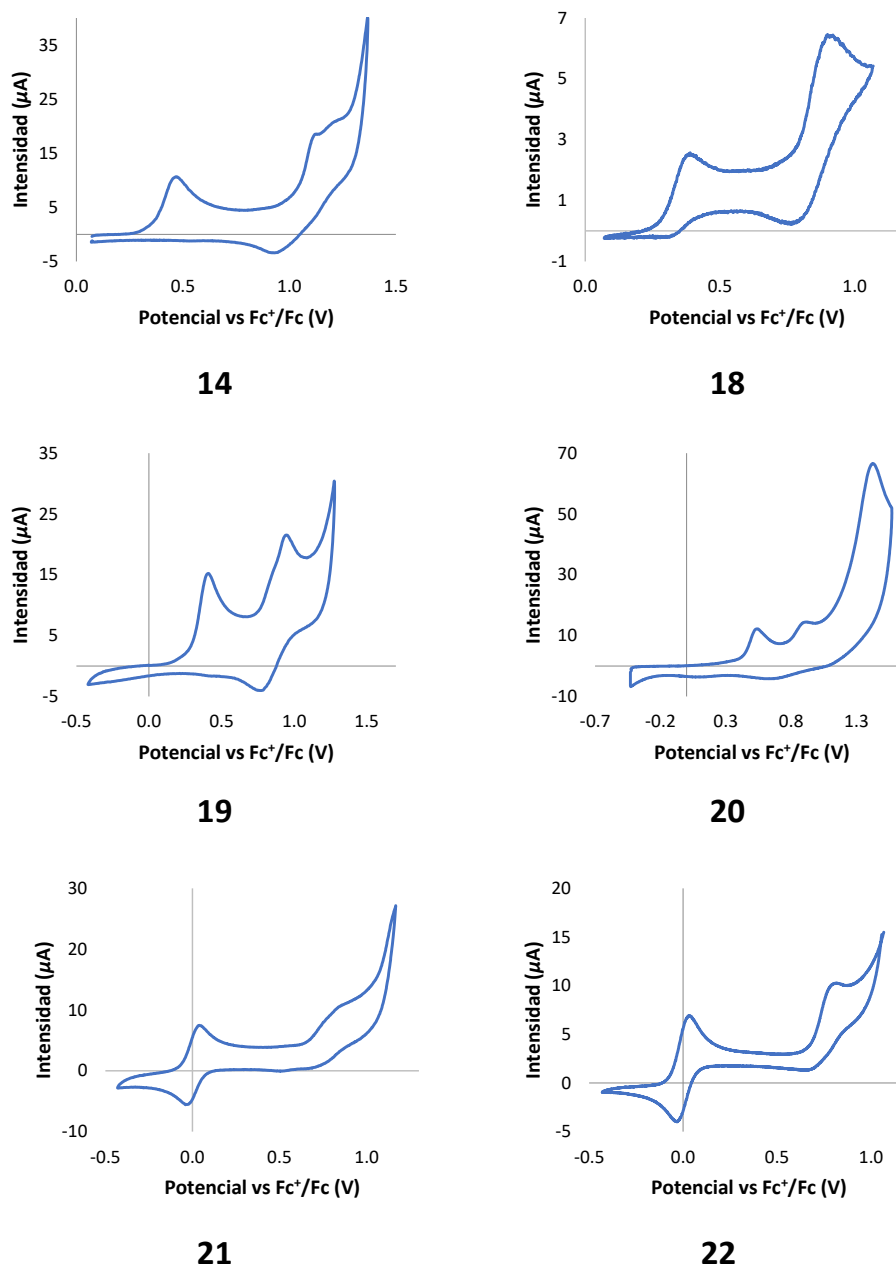 35
25
15
5
-5
Intensidad (µA)
0.0 0.5 1.0 1.5
Potencial vs Fc⁺/Fc (V)
14
7
5
3
1
-1
Intensidad (µA)
0.0 0.5 1.0
Potencial vs Fc⁺/Fc (V)
18
35
25
15
5
-5
Intensidad (µA)
-0.5 0.0 0.5 1.0 1.5
Potencial vs Fc⁺/Fc (V)
19
70
50
30
10
-10
Intensidad (µA)
-0.7 -0.2 0.3 0.8 1.3
Potencial vs Fc⁺/Fc (V)
20
30
20
10
0
-10
Intensidad (µA)
-0.5 0.0 0.5 1.0
Potencial vs Fc⁺/Fc (V)
21
20
15
10
5
0
-5
Intensidad (µA)
-0.5 0.0 0.5 1.0
Potencial vs Fc⁺/Fc (V)
22